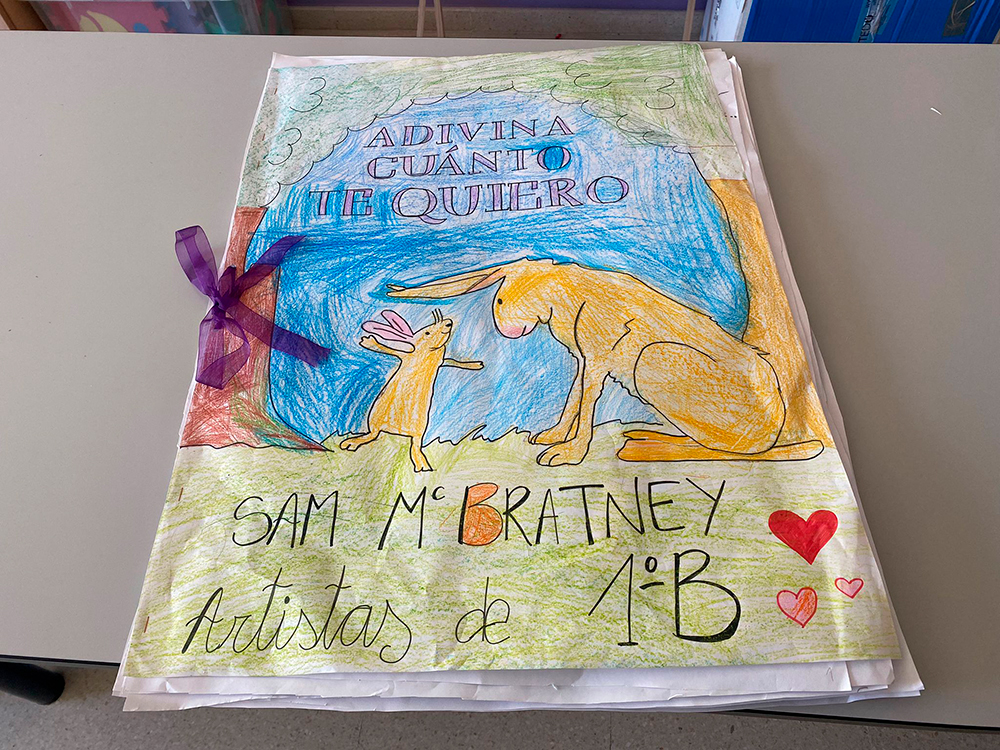 ADIVINA
CUÁNTO
TE QUIERO
SAM McBRATNEY
Artistas de 1ºB